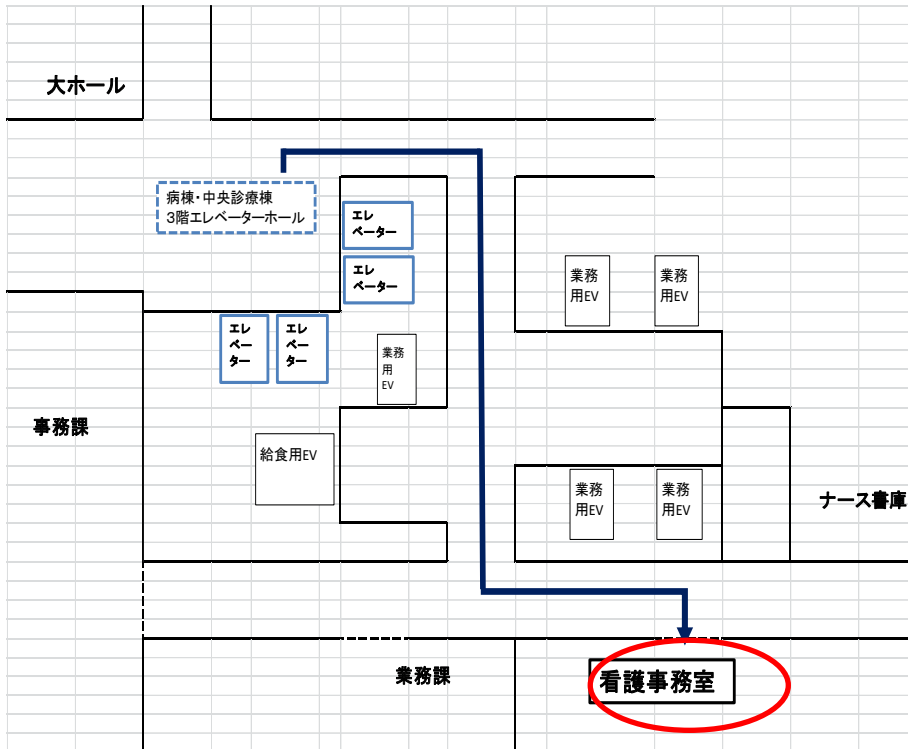 大ホール
病棟・中央診療棟
3階エレベーターホール
エレ
ベーター
エレ
ベーター
業務
用EV
業務
用EV
エレ
ベー
ター
エレ
ベー
ター
業務
用
EV
事務課
給食用EV
業務
用EV
業務
用EV
ナース書庫
業務課
看護事務室